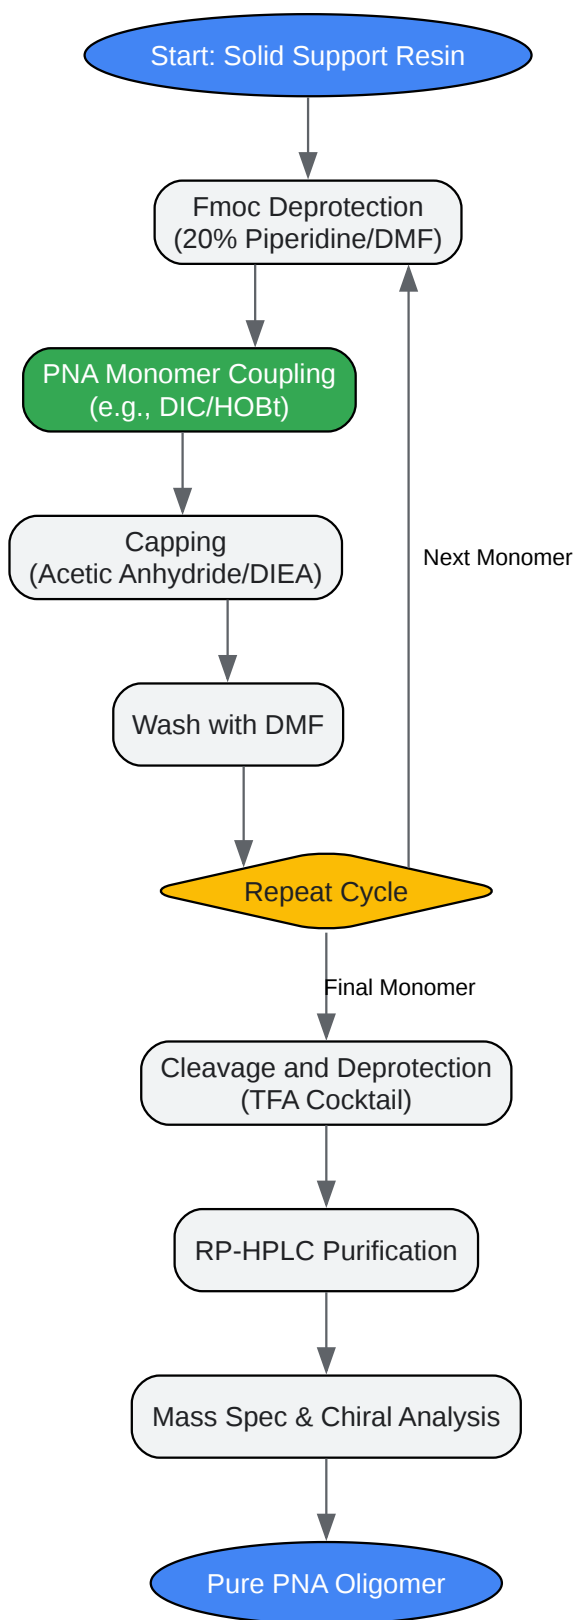 Start: Solid Support Resin
Fmoc Deprotection
(20% Piperidine/DMF)
PNA Monomer Coupling
(e.g., DIC/HOBt)
Capping
(Acetic Anhydride/DIEA)
Next Monomer
Wash with DMF
Repeat Cycle
Final Monomer
Cleavage and Deprotection
(TFA Cocktail)
RP-HPLC Purification
Mass Spec & Chiral Analysis
Pure PNA Oligomer